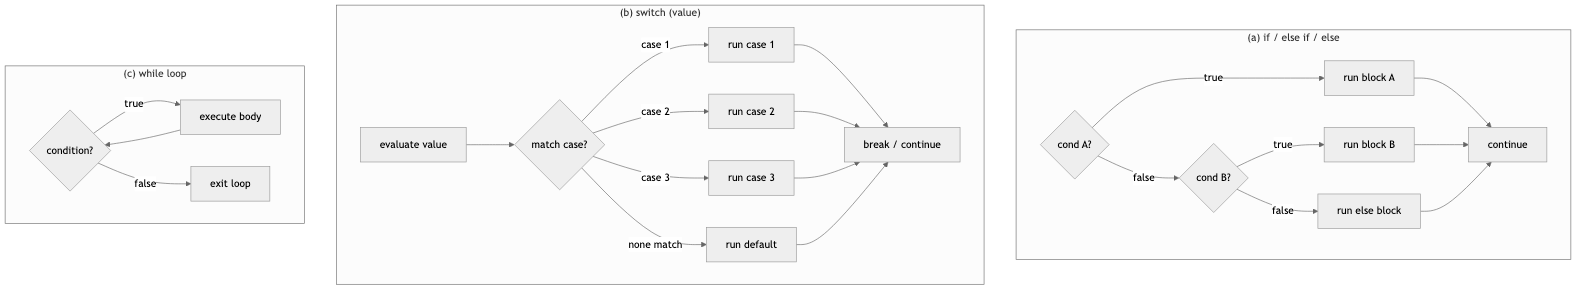 (c) while loop
true
execute body
condition?
false
exit loop
(b) switch (value)
case 1
run case 1
case 2
run case 2
evaluate value
match case?
break / continue
case 3
run case 3
none match
run default
(a) if / else if / else
true
run block A
cond A?
true
run block B
continue
false
cond B?
false
run else block